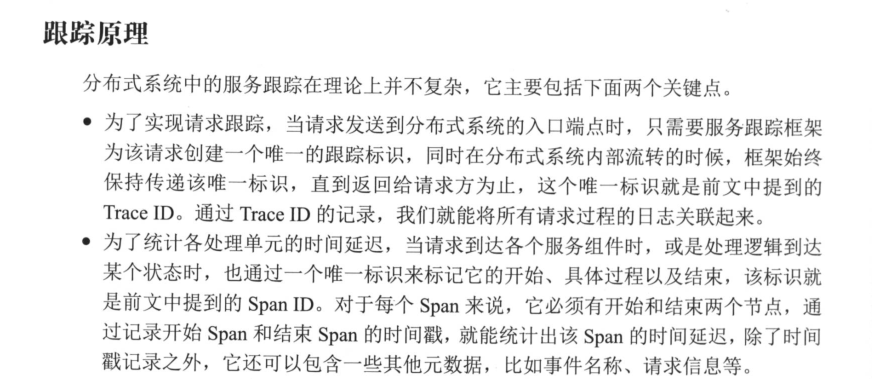 跟踪原理
分布式系统中的服务跟踪在理论上并不复杂，它主要包括下面两个关键点。
● 为了实现请求跟踪，当请求发送到分布式系统的入口端点时，只需要服务跟踪框架
为该请求创建一个唯一的跟踪标识，同时在分布式系统内部流转的时候，框架始终
保持传递该唯一标识，直到返回给请求方为止，这个唯一标识就是前文中提到的
Trace ID。通过 Trace ID 的记录，我们就能将所有请求过程的日志关联起来。
● 为了统计各处理单元的时间延迟，当请求到达各个服务组件时，或是处理逻辑到达
某个状态时，也通过一个唯一标识来标记它的开始、具体过程以及结束，该标识就
是前文中提到的 Span ID。对于每个 Span 来说，它必须有开始和结束两个节点，通
过记录开始 Span 和结束 Span 的时间戳，就能统计出该 Span 的时间延迟，除了时间
戳记录之外，它还可以包含一些其他元数据，比如事件名称、请求信息等。